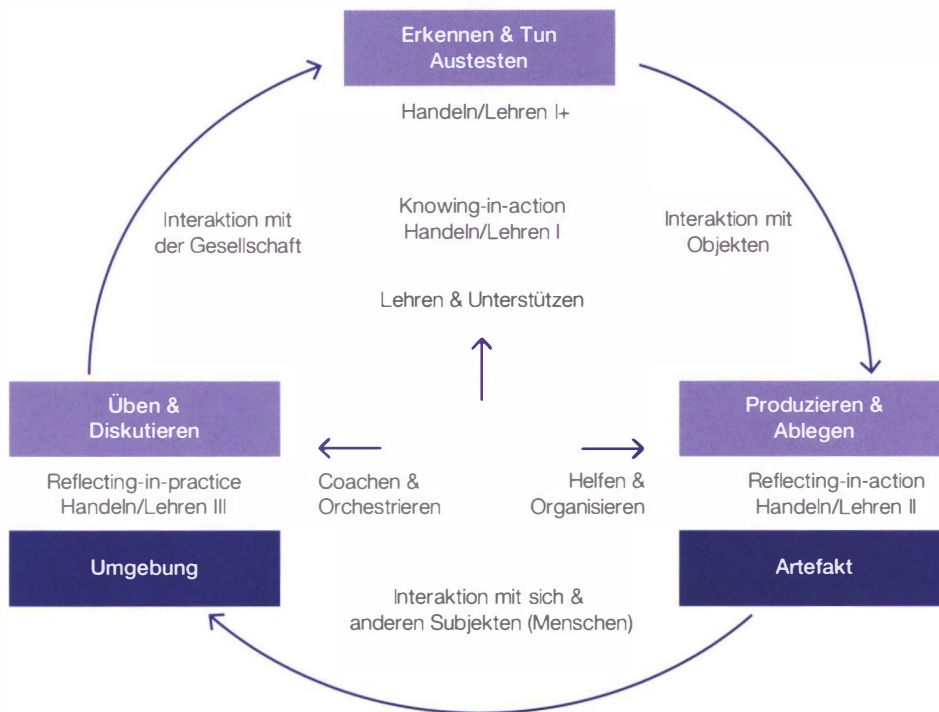 Erkennen & Tun
Austesten
Handeln/Lehren I+
Interaktion mit
der Gesellschaft
Knowing-in-action
Handeln/Lehren I
Interaktion mit
Objekten
Lehren & Unterstützen
Üben &
Diskutieren
Produzieren &
Ablegen
Reflecting-in-practice
Handeln/Lehren III
Coachen &
Orchestrieren
Helfen &
Organisieren
Reflecting-in-action
Handeln/Lehren II
Umgebung
Artefakt
Interaktion mit sich &
anderen Subjekten (Menschen)